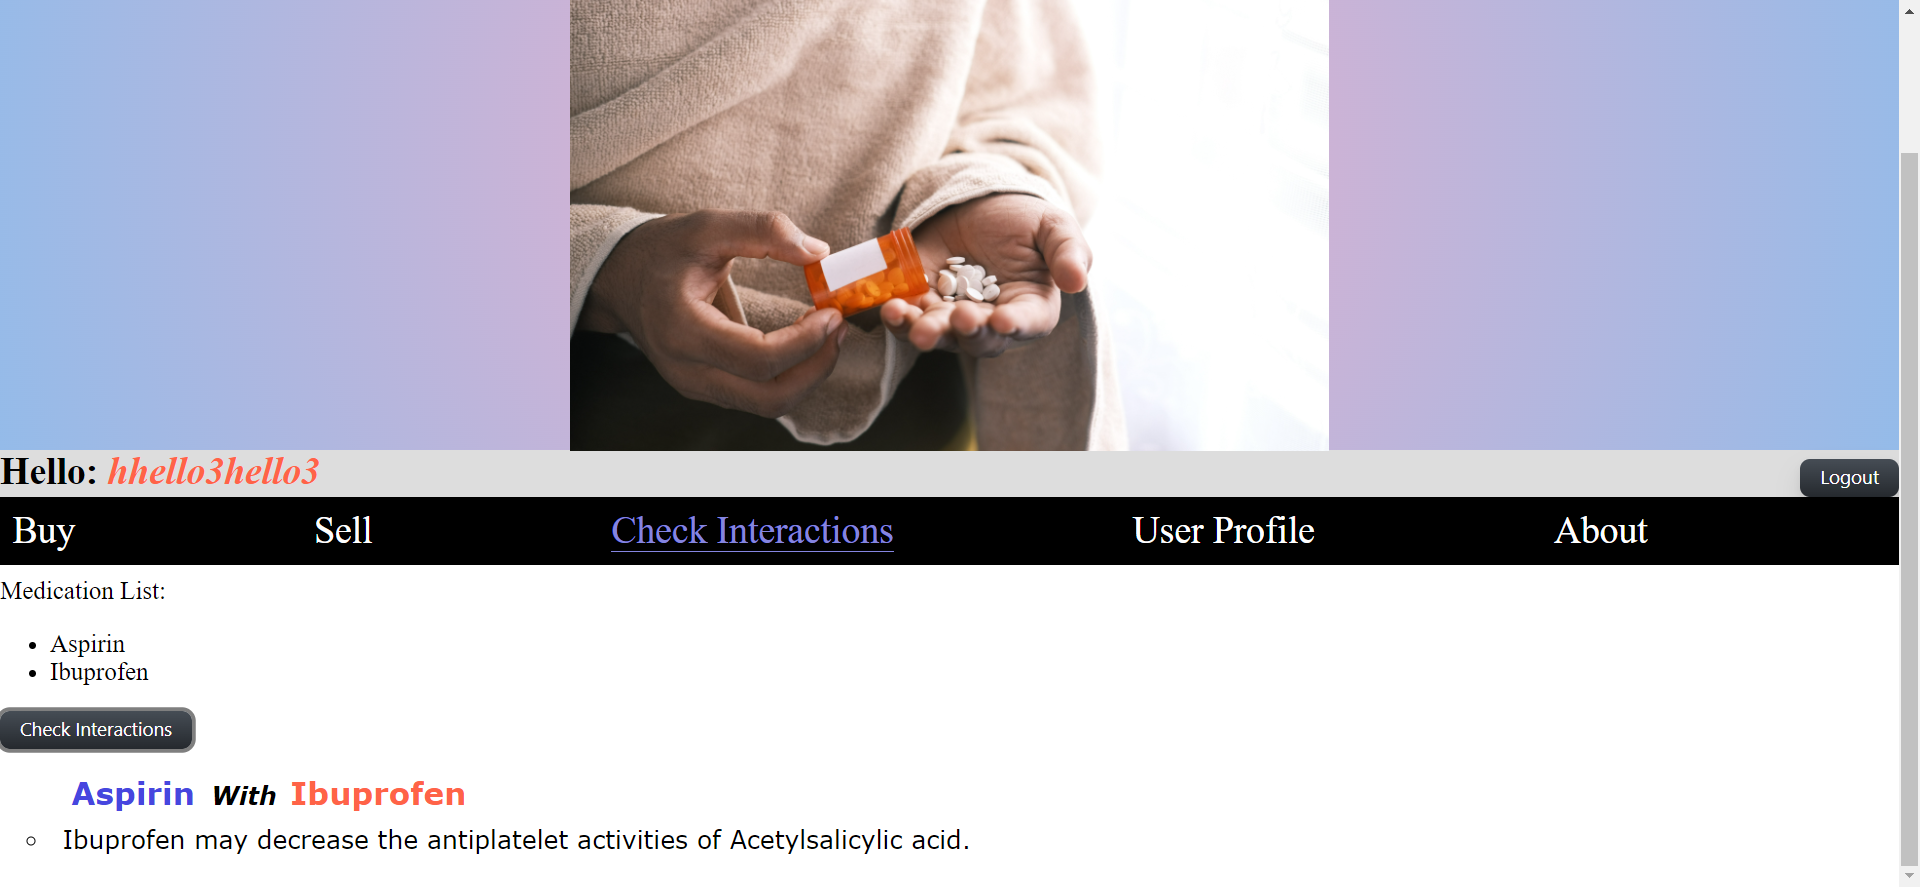 Hello: hhello3hello3
Logout
Buy Sell Check Interactions User Profile About
Medication List:
Aspirin
Ibuprofen
Check Interactions
Aspirin With Ibuprofen
Ibuprofen may decrease the antiplatelet activities of Acetylsalicylic acid.